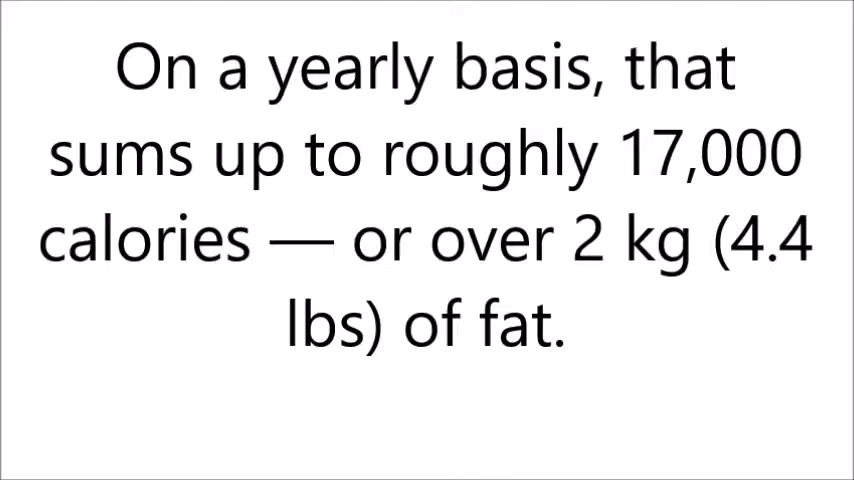 On a yearly basis, that
sums up to roughly 17,000
calories — or over 2 kg (4.4
lbs) of fat.